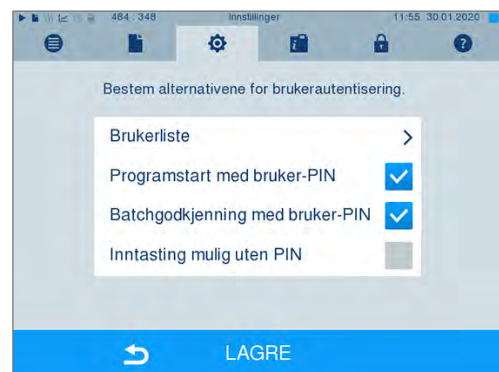 484 : 348 Innstillinger 11:55 30.01.2020
Bestem alternativene for brukerautentisering.
Brukerliste
Programstart med bruker-PIN
Batchgodkjenning med bruker-PIN
Inntasting mulig uten PIN
LAGRE